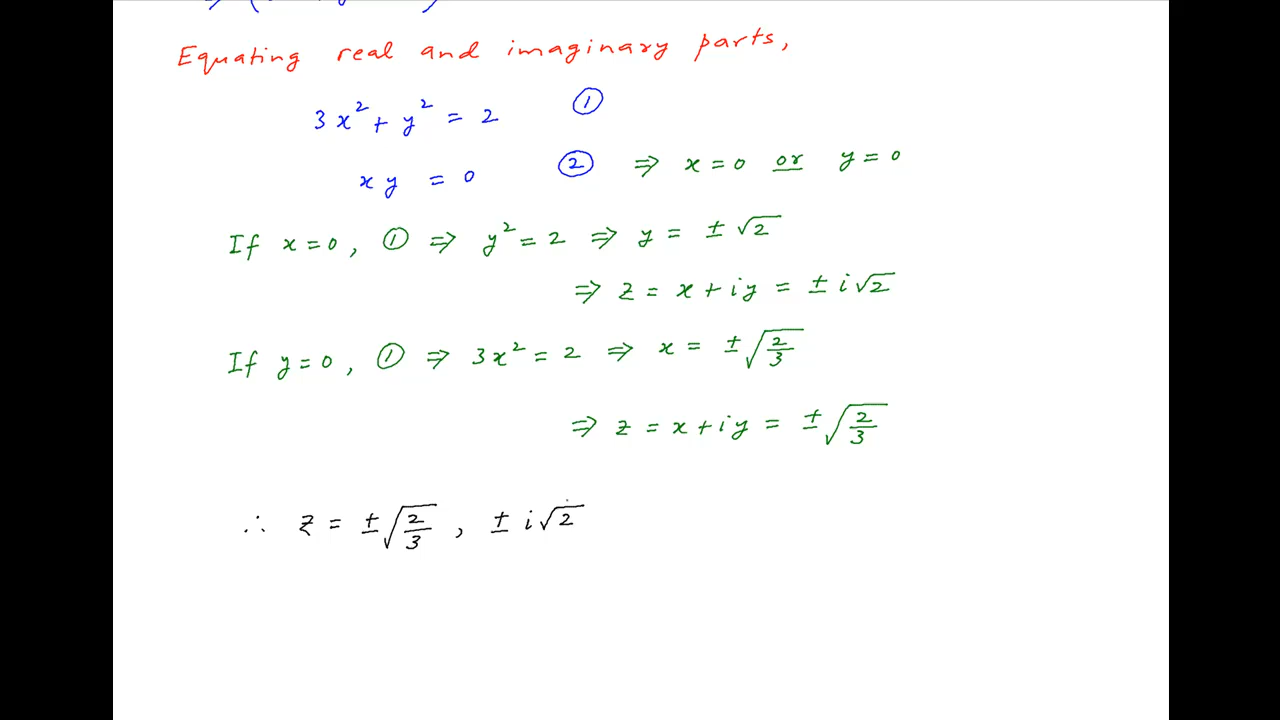 Equating real and imaginary parts,
3x² + y² = 2 ①
xy = 0 ② ⇒ x = 0 or y = 0
If x = 0, ① ⇒ y² = 2 ⇒ y = ± √2
⇒ z = x + iy = ± i√2
If y = 0, ① ⇒ 3x² = 2 ⇒ x = ± √(2/3)
⇒ z = x + iy = ± √(2/3)
∴ z = ± √(2/3) , ± i√2